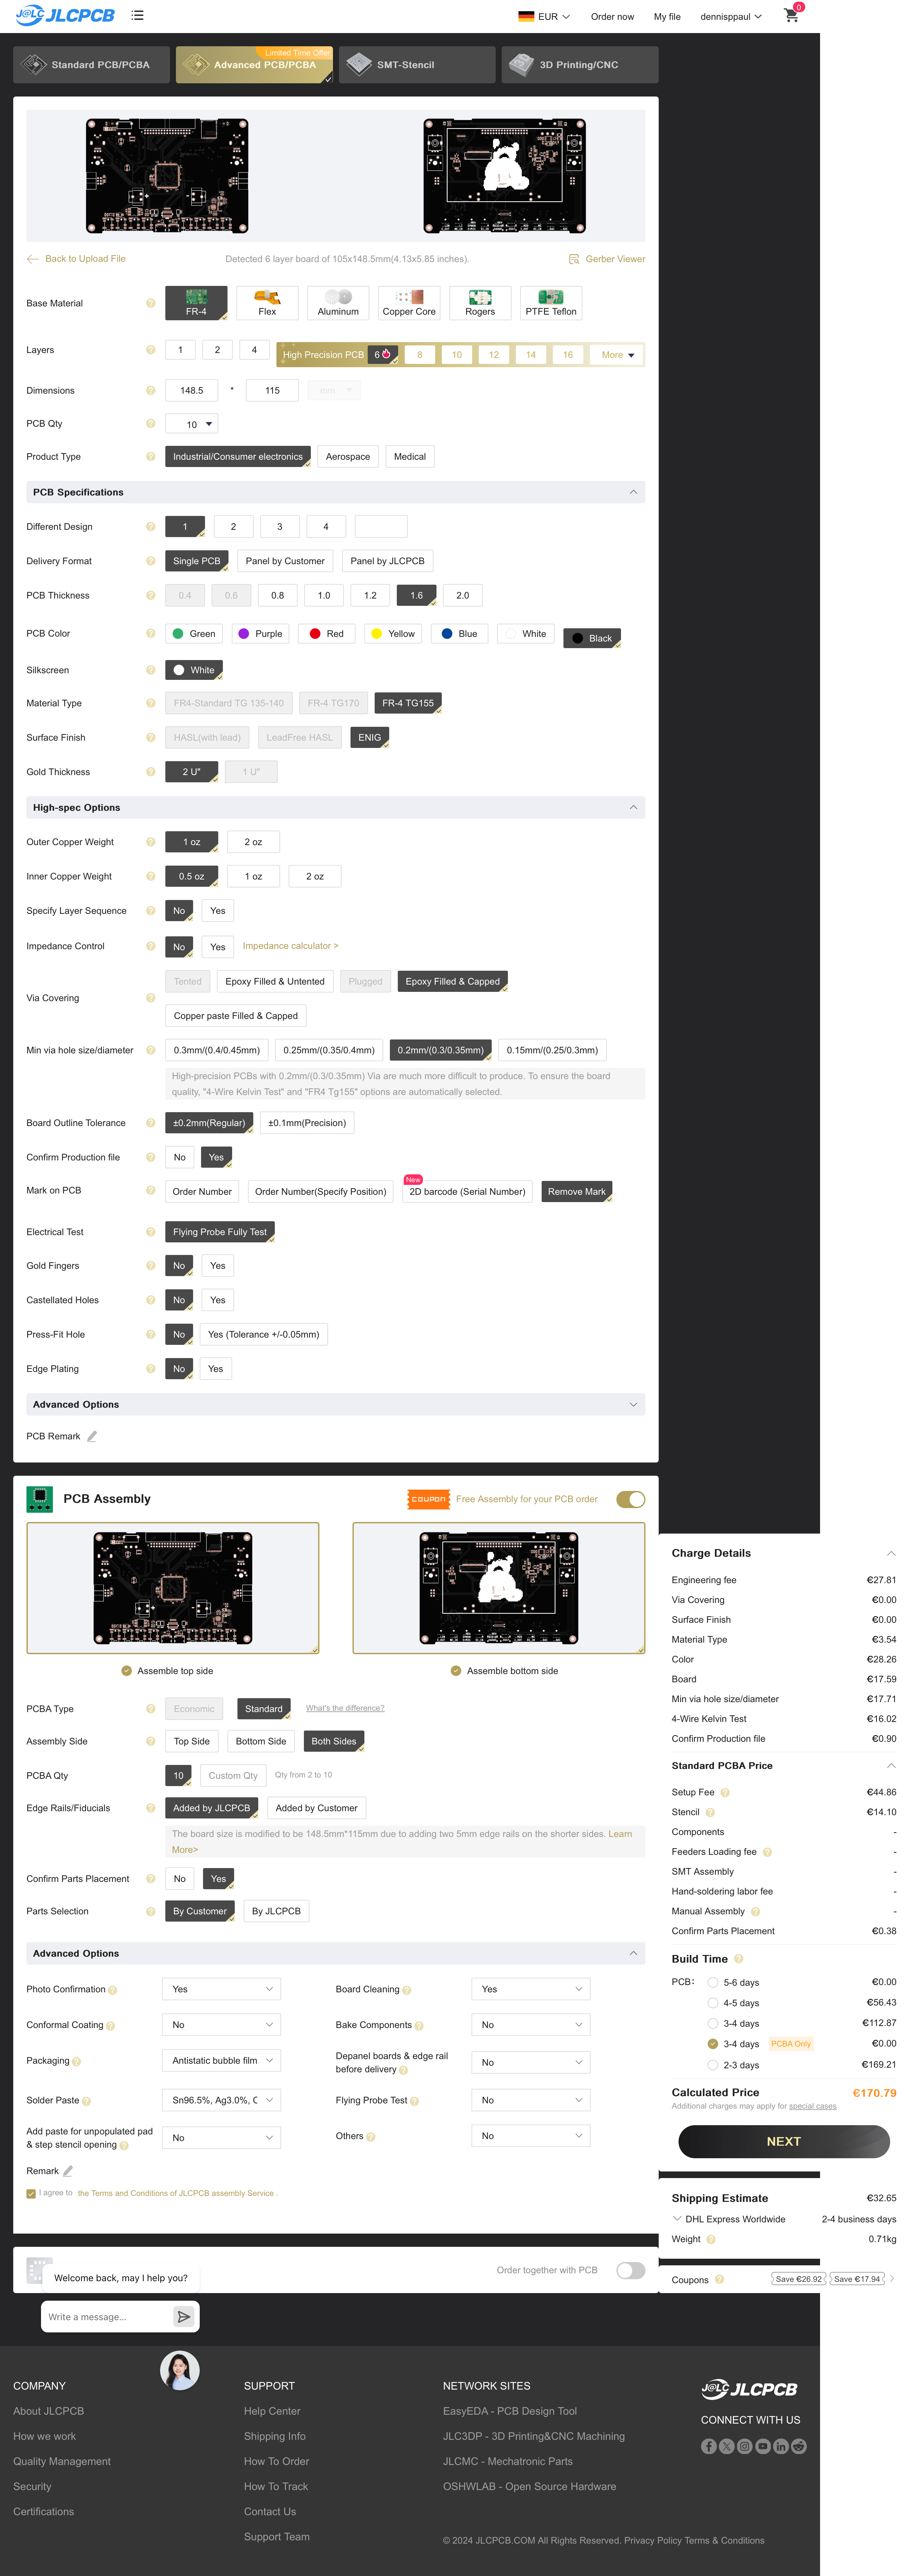 JLCPCB
EUR
Order now
My file
dennisppaul
0
Standard PCB/PCBA
Limited Time Offer
Advanced PCB/PCBA
SMT-Stencil
3D Printing/CNC
Back to Upload File
Detected 6 layer board of 105x148.5mm(4.13x5.85 inches).
Gerber Viewer
Base Material
FR-4
Flex
Aluminum
Copper Core
Rogers
PTFE Teflon
Layers
1
2
4
High Precision PCB
6
8
10
12
14
16
More
Dimensions
148.5
*
115
mm
PCB Qty
10
Product Type
Industrial/Consumer electronics
Aerospace
Medical
PCB Specifications
Different Design
1
2
3
4
Delivery Format
Single PCB
Panel by Customer
Panel by JLCPCB
PCB Thickness
0.4
0.6
0.8
1.0
1.2
1.6
2.0
PCB Color
Green
Purple
Red
Yellow
Blue
White
Black
Silkscreen
White
Material Type
FR4-Standard TG 135-140
FR-4 TG170
FR-4 TG155
Surface Finish
HASL(with lead)
LeadFree HASL
ENIG
Gold Thickness
2 U"
1 U"
High-spec Options
Outer Copper Weight
1 oz
2 oz
Inner Copper Weight
0.5 oz
1 oz
2 oz
Specify Layer Sequence
No
Yes
Impedance Control
No
Yes
Impedance calculator >
Via Covering
Tented
Epoxy Filled & Untented
Plugged
Epoxy Filled & Capped
Copper paste Filled & Capped
Min via hole size/diameter
0.3mm/(0.4/0.45mm)
0.25mm/(0.35/0.4mm)
0.2mm/(0.3/0.35mm)
0.15mm/(0.25/0.3mm)
High-precision PCBs with 0.2mm/(0.3/0.35mm) Via are much more difficult to produce. To ensure the board
quality, "4-Wire Kelvin Test" and "FR4 Tg155" options are automatically selected.
Board Outline Tolerance
±0.2mm(Regular)
±0.1mm(Precision)
Confirm Production file
No
Yes
Mark on PCB
Order Number
Order Number(Specify Position)
New
2D barcode (Serial Number)
Remove Mark
Electrical Test
Flying Probe Fully Test
Gold Fingers
No
Yes
Castellated Holes
No
Yes
Press-Fit Hole
No
Yes (Tolerance +/-0.05mm)
Edge Plating
No
Yes
Advanced Options
PCB Remark
PCB Assembly
COUPON
Free Assembly for your PCB order
Assemble top side
Assemble bottom side
PCBA Type
Economic
Standard
What's the difference?
Assembly Side
Top Side
Bottom Side
Both Sides
PCBA Qty
10
Custom Qty
Qty from 2 to 10
Edge Rails/Fiducials
Added by JLCPCB
Added by Customer
The board size is modified to be 148.5mm*115mm due to adding two 5mm edge rails on the shorter sides. Learn
More>
Confirm Parts Placement
No
Yes
Parts Selection
By Customer
By JLCPCB
Advanced Options
Photo Confirmation
Yes
Board Cleaning
Yes
Conformal Coating
No
Bake Components
No
Packaging
Antistatic bubble film
Depanel boards & edge rail
before delivery
No
Solder Paste
Sn96.5%, Ag3.0%, C
Flying Probe Test
No
Add paste for unpopulated pad
& step stencil opening
No
Others
No
Remark
I agree to the Terms and Conditions of JLCPCB assembly Service .
Charge Details
Engineering fee €27.81
Via Covering €0.00
Surface Finish €0.00
Material Type €3.54
Color €28.26
Board €17.59
Min via hole size/diameter €17.71
4-Wire Kelvin Test €16.02
Confirm Production file €0.90
Standard PCBA Price
Setup Fee €44.86
Stencil €14.10
Components -
Feeders Loading fee -
SMT Assembly -
Hand-soldering labor fee -
Manual Assembly -
Confirm Parts Placement €0.38
Build Time
PCB: 5-6 days €0.00
4-5 days €56.43
3-4 days €112.87
3-4 days PCBA Only €0.00
2-3 days €169.21
Calculated Price €170.79
Additional charges may apply for special cases
NEXT
Shipping Estimate €32.65
DHL Express Worldwide 2-4 business days
Weight 0.71kg
Coupons Save €26.92 Save €17.94
Order together with PCB
Welcome back, may I help you?
Write a message...
COMPANY
About JLCPCB
How we work
Quality Management
Security
Certifications
SUPPORT
Help Center
Shipping Info
How To Order
How To Track
Contact Us
Support Team
NETWORK SITES
EasyEDA - PCB Design Tool
JLC3DP - 3D Printing&CNC Machining
JLCMC - Mechatronic Parts
OSHWLAB - Open Source Hardware
JLCPCB
CONNECT WITH US
© 2024 JLCPCB.COM All Rights Reserved. Privacy Policy Terms & Conditions